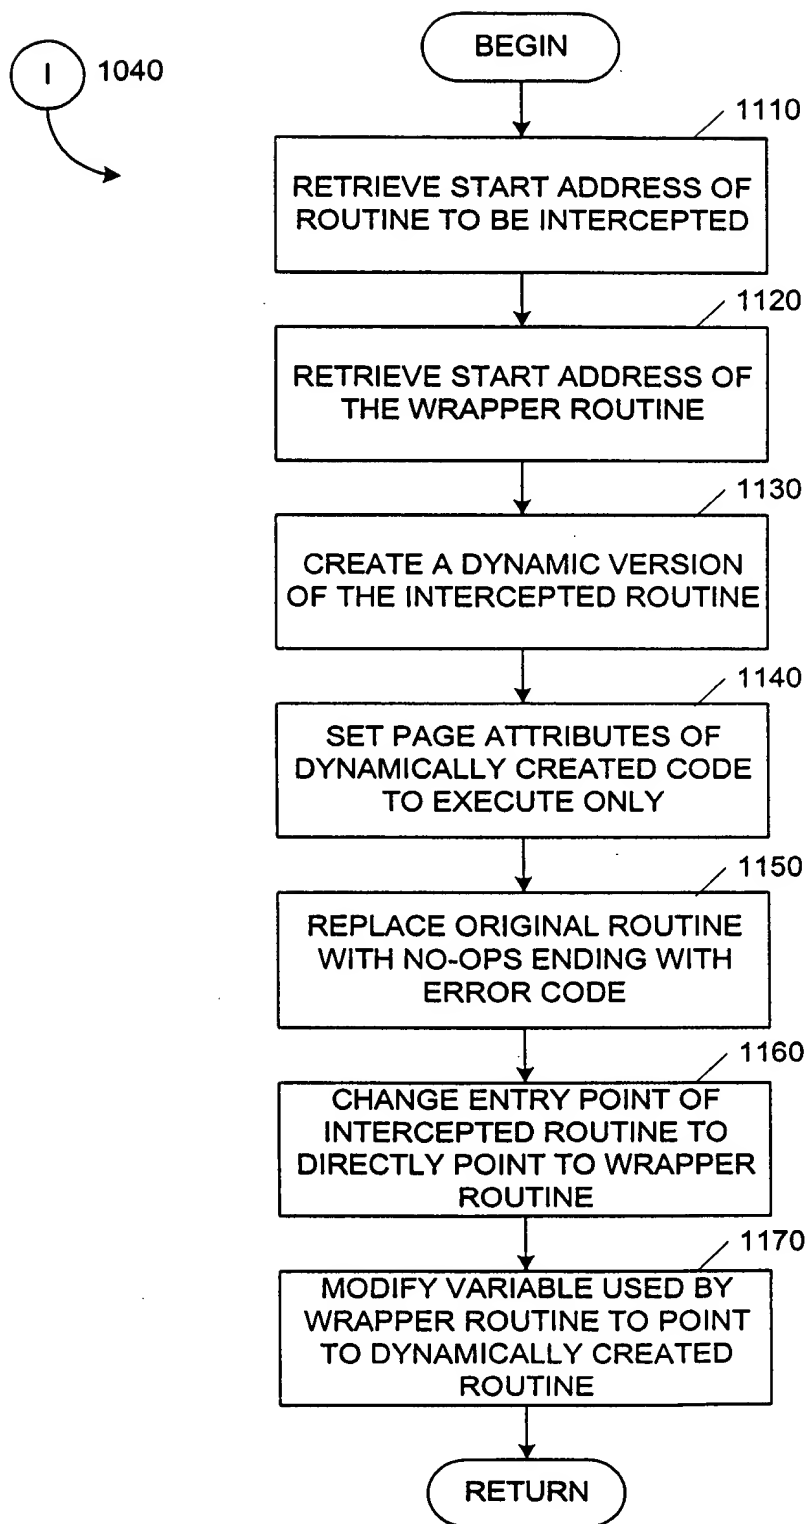 BEGIN
I
1040
1110
RETRIEVE START ADDRESS OF
ROUTINE TO BE INTERCEPTED
1120
RETRIEVE START ADDRESS OF
THE WRAPPER ROUTINE
1130
CREATE A DYNAMIC VERSION
OF THE INTERCEPTED ROUTINE
1140
SET PAGE ATTRIBUTES OF
DYNAMICALLY CREATED CODE
TO EXECUTE ONLY
1150
REPLACE ORIGINAL ROUTINE
WITH NO-OPS ENDING WITH
ERROR CODE
1160
CHANGE ENTRY POINT OF
INTERCEPTED ROUTINE TO
DIRECTLY POINT TO WRAPPER
ROUTINE
1170
MODIFY VARIABLE USED BY
WRAPPER ROUTINE TO POINT
TO DYNAMICALLY CREATED
ROUTINE
RETURN